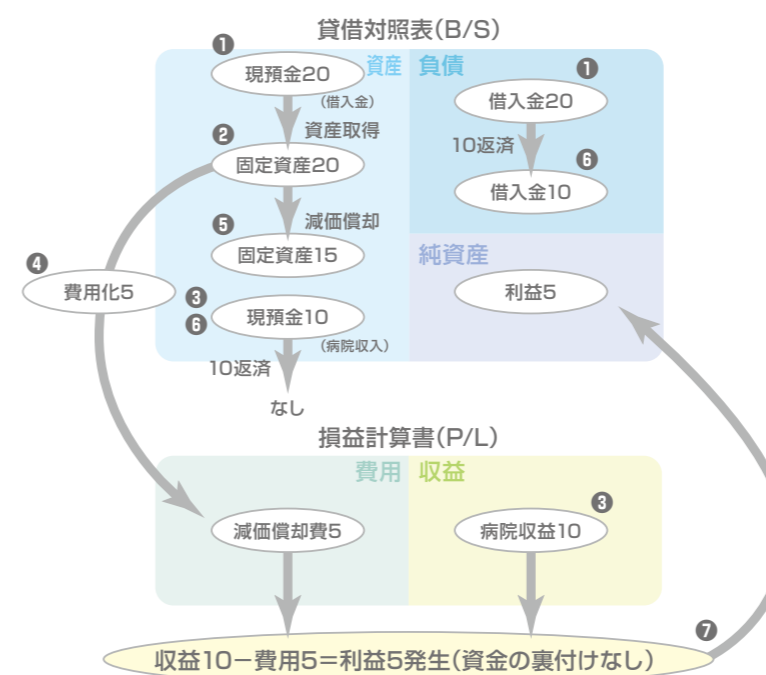 貸借対照表(B/S)
❶
現預金20
資産
(借入金)
資産取得
❷
固定資産20
減価償却
❺
固定資産15
❹
費用化5
❸
❻
現預金10
(病院収入)
10返済
なし
負債
❶
借入金20
10返済
❻
借入金10
純資産
利益5
損益計算書(P/L)
費用
減価償却費5
収益
❸
病院収益10
❼
収益10−費用5=利益5発生(資金の裏付けなし)